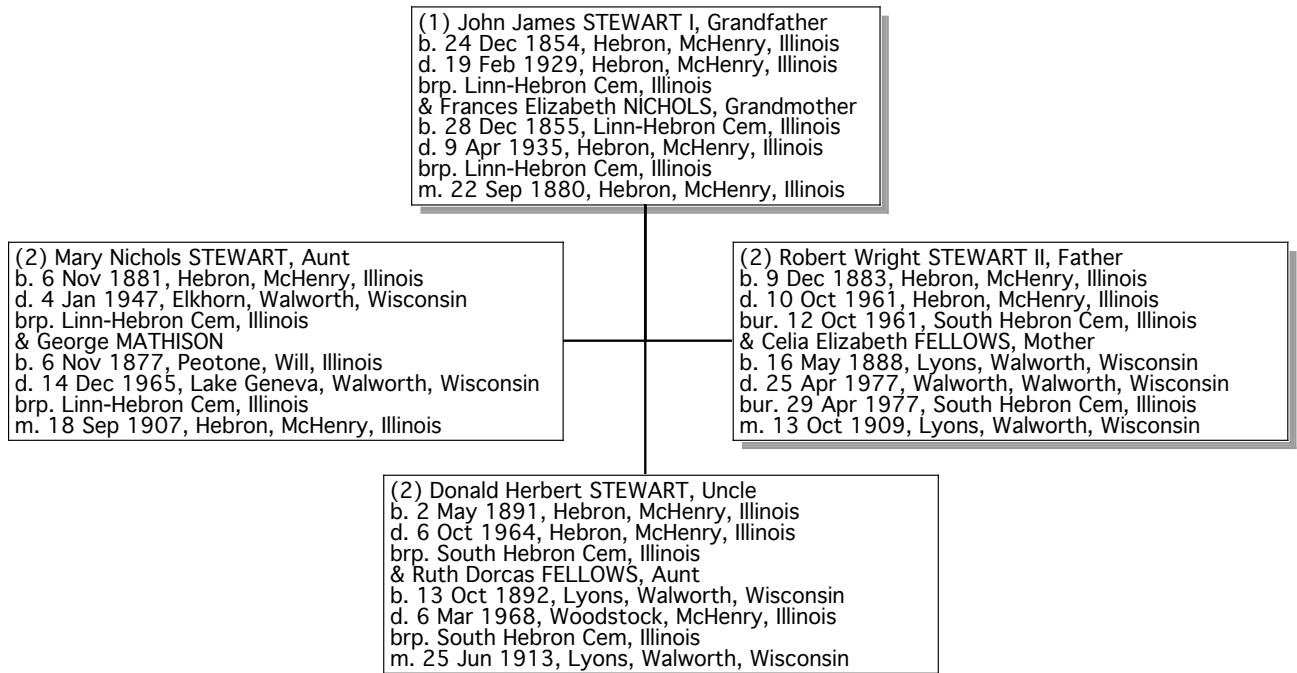 (1) John James STEWART I, Grandfather
b. 24 Dec 1854, Hebron, McHenry, Illinois
d. 19 Feb 1929, Hebron, McHenry, Illinois
brp. Linn-Hebron Cem, Illinois
& Frances Elizabeth NICHOLS, Grandmother
b. 28 Dec 1855, Linn-Hebron Cem, Illinois
d. 9 Apr 1935, Hebron, McHenry, Illinois
brp. Linn-Hebron Cem, Illinois
m. 22 Sep 1880, Hebron, McHenry, Illinois
(2) Mary Nichols STEWART, Aunt
b. 6 Nov 1881, Hebron, McHenry, Illinois
d. 4 Jan 1947, Elkhorn, Walworth, Wisconsin
brp. Linn-Hebron Cem, Illinois
& George MATHISON
b. 6 Nov 1877, Peotone, Will, Illinois
d. 14 Dec 1965, Lake Geneva, Walworth, Wisconsin
brp. Linn-Hebron Cem, Illinois
m. 18 Sep 1907, Hebron, McHenry, Illinois
(2) Robert Wright STEWART II, Father
b. 9 Dec 1883, Hebron, McHenry, Illinois
d. 10 Oct 1961, Hebron, McHenry, Illinois
bur. 12 Oct 1961, South Hebron Cem, Illinois
& Celia Elizabeth FELLOWS, Mother
b. 16 May 1888, Lyons, Walworth, Wisconsin
d. 25 Apr 1977, Walworth, Walworth, Wisconsin
bur. 29 Apr 1977, South Hebron Cem, Illinois
m. 13 Oct 1909, Lyons, Walworth, Wisconsin
(2) Donald Herbert STEWART, Uncle
b. 2 May 1891, Hebron, McHenry, Illinois
d. 6 Oct 1964, Hebron, McHenry, Illinois
brp. South Hebron Cem, Illinois
& Ruth Dorcas FELLOWS, Aunt
b. 13 Oct 1892, Lyons, Walworth, Wisconsin
d. 6 Mar 1968, Woodstock, McHenry, Illinois
brp. South Hebron Cem, Illinois
m. 25 Jun 1913, Lyons, Walworth, Wisconsin